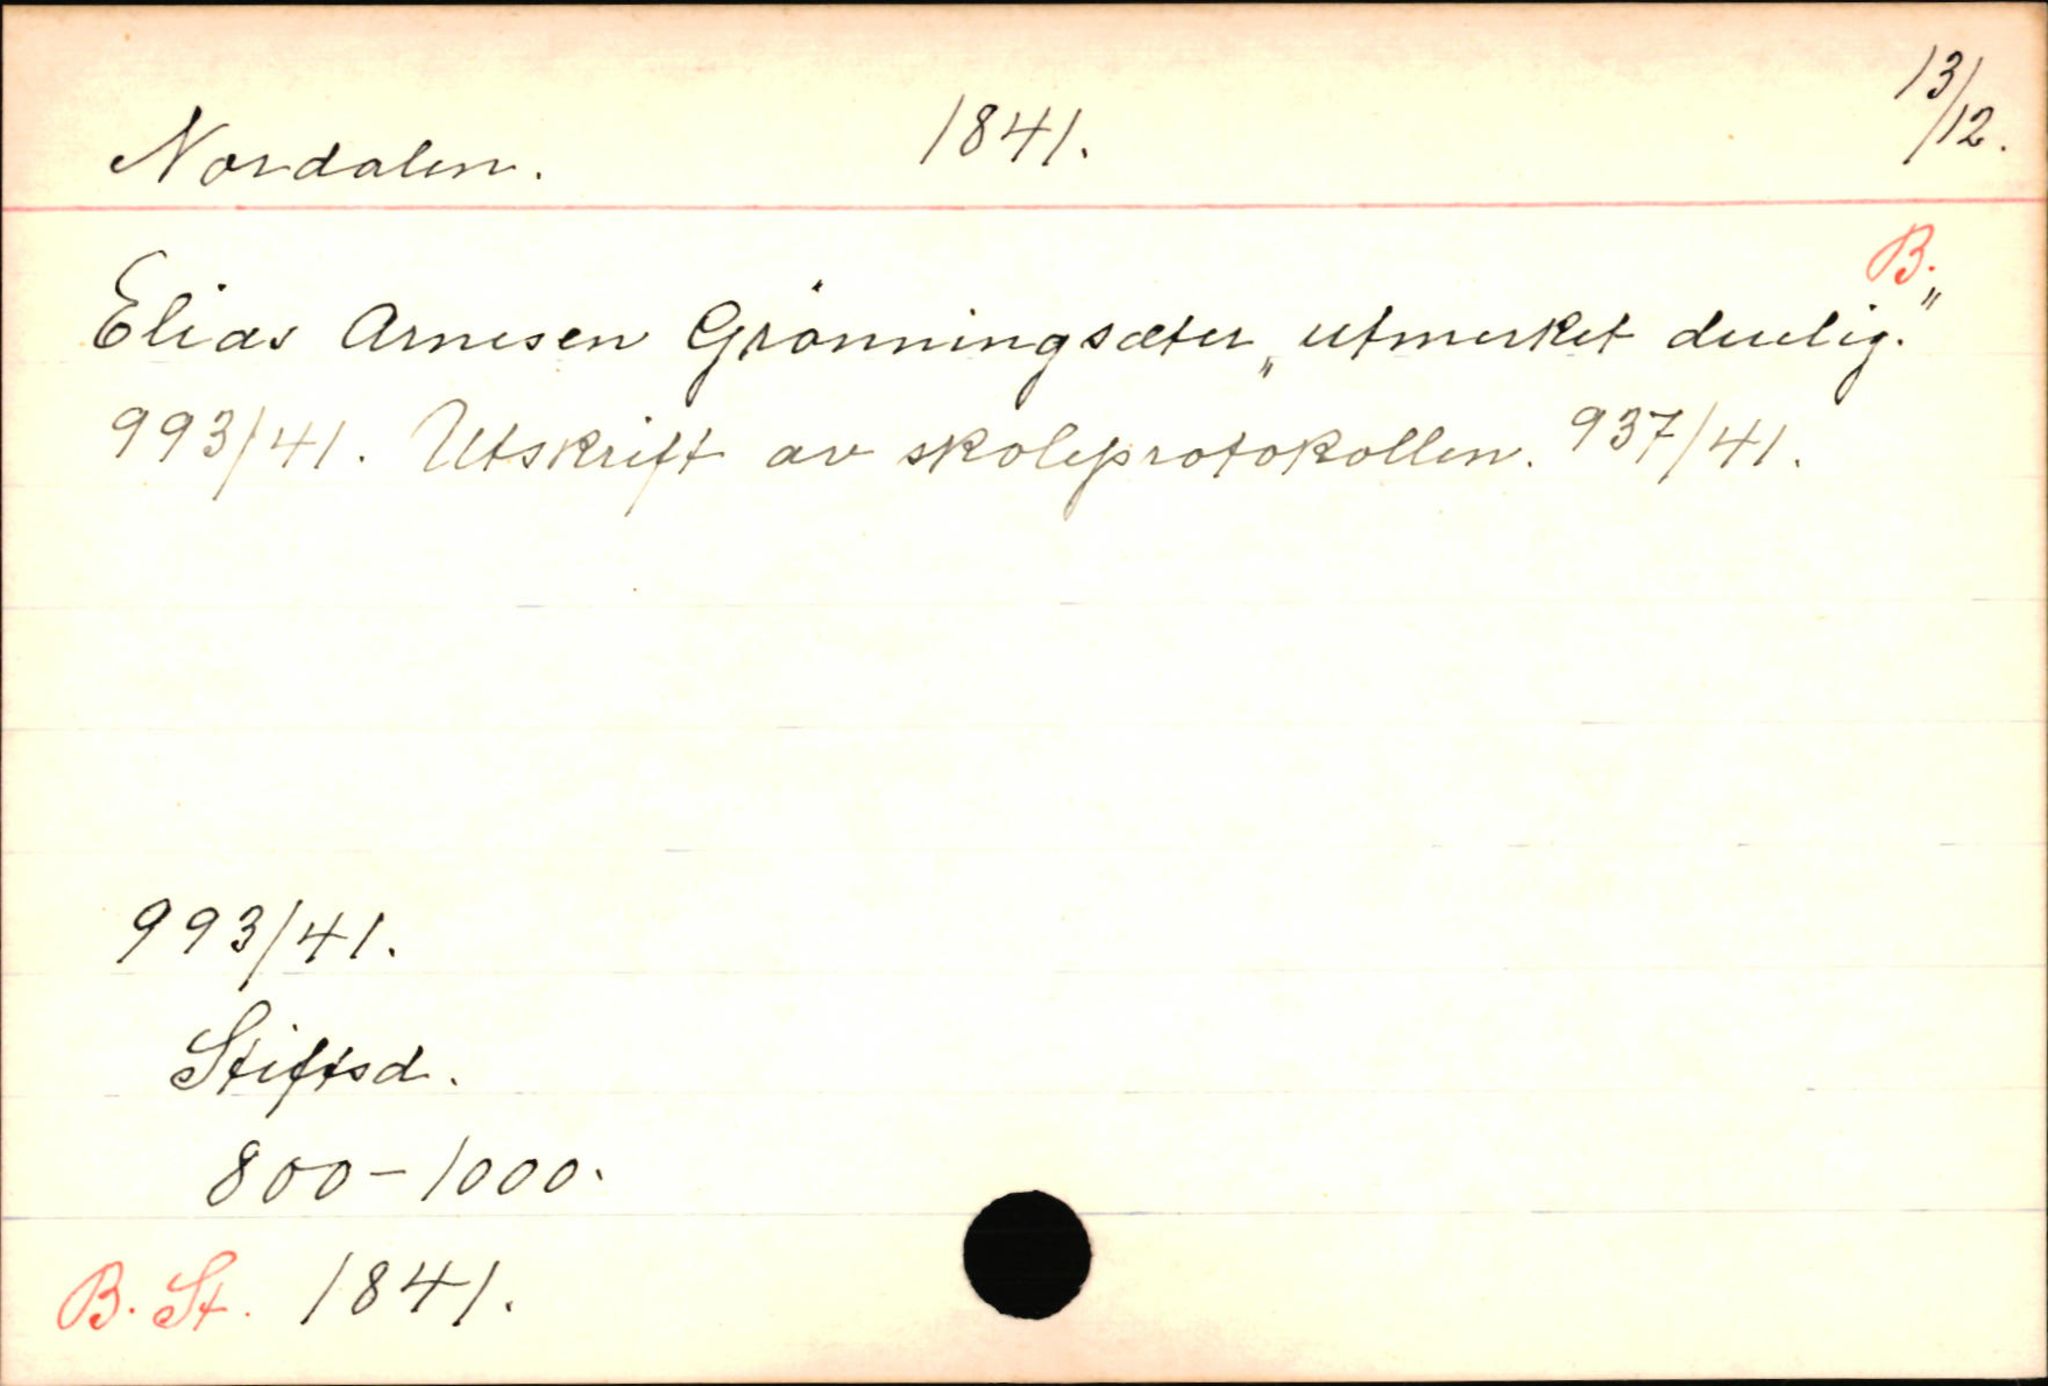 Nordalen. 1841. 13/12.
B.
Elias Arnesen Grönningsæter „utmerket duelig.”
993/41. Utskrift av skoleprotokollen. 937/41.
993/41.
Stiftsd.
800-1000.
B. St. 1841.